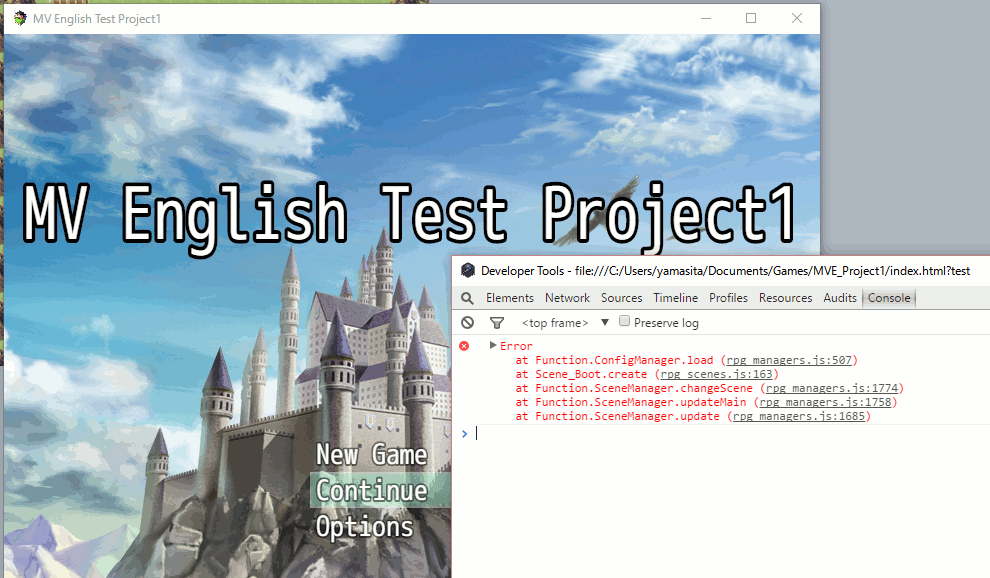 MV English Test Project1
MV English Test Project1
New Game
Continue
Options
Developer Tools - file:///C:/Users/yamasita/Documents/Games/MVE_Project1/index.html?test
Elements Network Sources Timeline Profiles Resources Audits Console
<top frame> ▼ Preserve log
Error
at Function.ConfigManager.load (rpg_managers.js:507)
at Scene_Boot.create (rpg_scenes.js:163)
at Function.SceneManager.changeScene (rpg_managers.js:1774)
at Function.SceneManager.updateMain (rpg_managers.js:1758)
at Function.SceneManager.update (rpg_managers.js:1685)